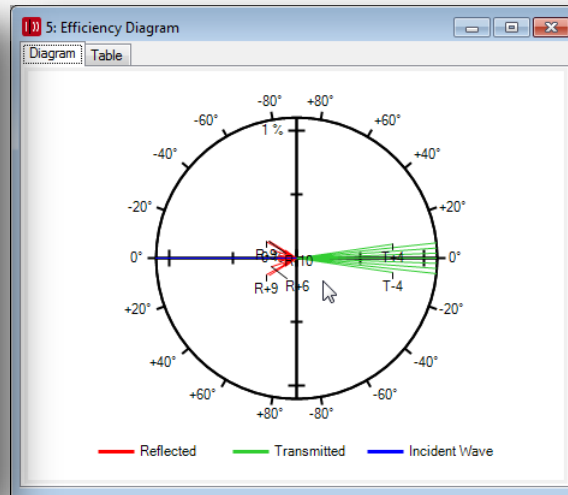 5: Efficiency Diagram
Diagram Table
-80° +80°
-60° 1 % +60°
-40° +40°
-20° +20°
0° T+4 0°
R+9 R+6 T-4
+20° -20°
+40° -40°
+60° -60°
+80° -80°
Reflected Transmitted Incident Wave